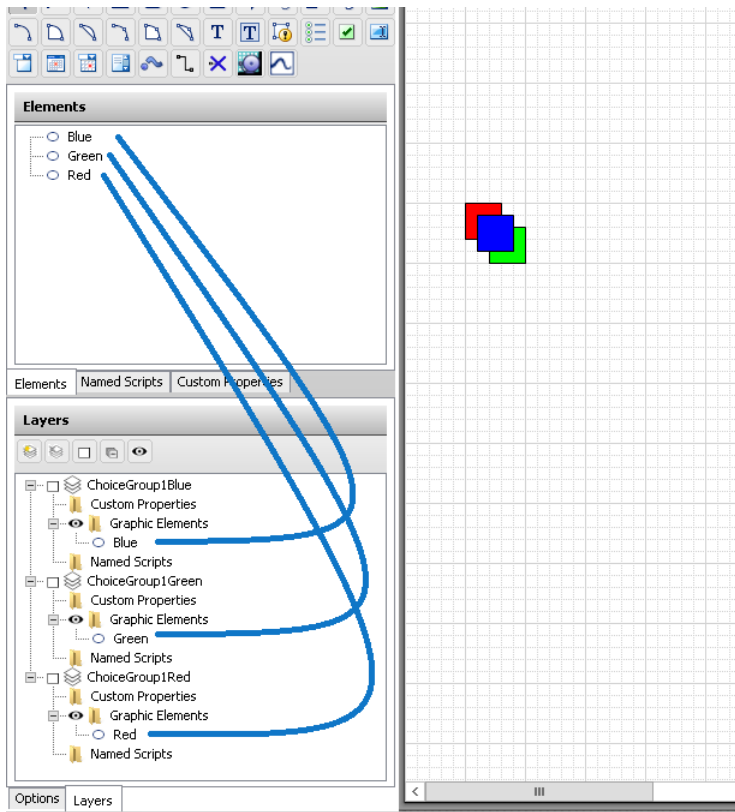 T T
Elements
Blue
Green
Red
Elements Named Scripts Custom Properties
Layers
ChoiceGroup1Blue
Custom Properties
Graphic Elements
Blue
Named Scripts
ChoiceGroup1Green
Custom Properties
Graphic Elements
Green
Named Scripts
ChoiceGroup1Red
Custom Properties
Graphic Elements
Red
Named Scripts
Options Layers